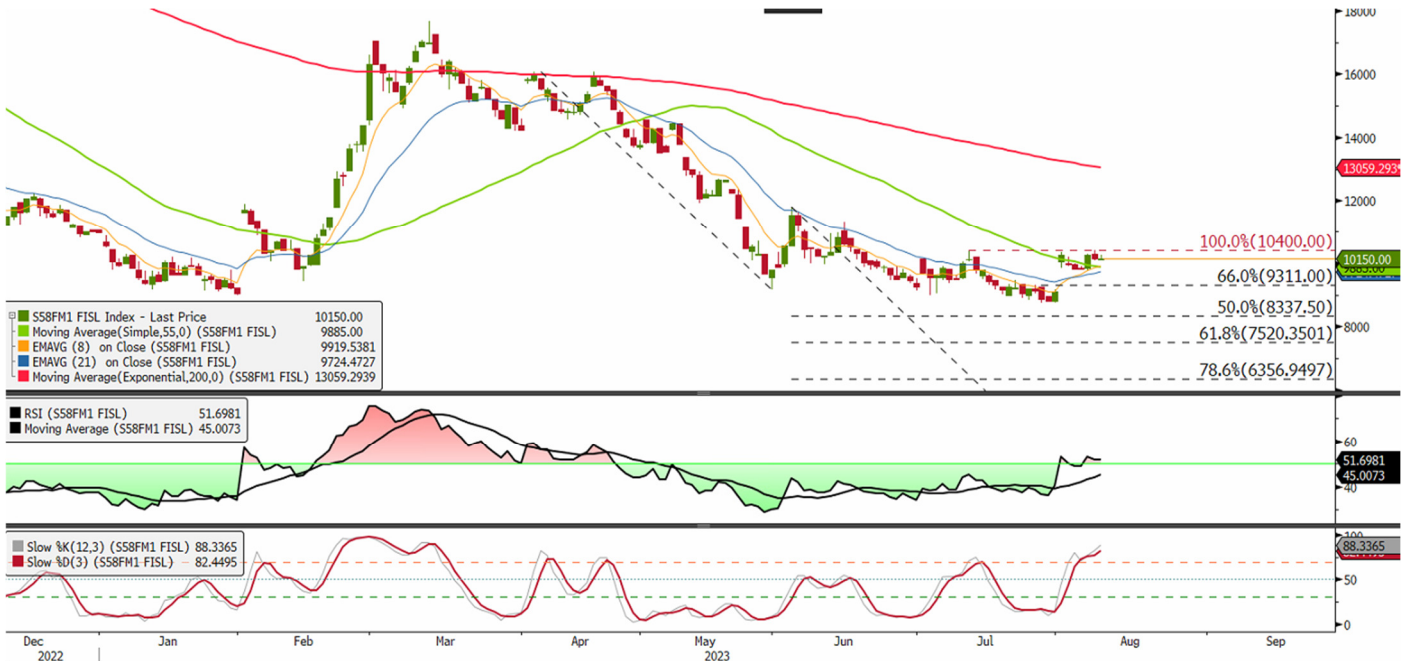 18000
16000
14000
13059.2939
12000
100.0%(10400.00)
10150.00
9885.00
66.0%(9311.00)
50.0%(8337.50)
8000
61.8%(7520.3501)
78.6%(6356.9497)
S58FM1 FISL Index - Last Price 10150.00
Moving Average(Simple,55,0) (S58FM1 FISL) 9885.00
EMAVG (8) on Close (S58FM1 FISL) 9919.5381
EMAVG (21) on Close (S58FM1 FISL) 9724.4727
Moving Average(Exponential,200,0) (S58FM1 FISL) 13059.2939
RSI (S58FM1 FISL) 51.6981
Moving Average (S58FM1 FISL) 45.0073
60
51.6981
45.0073
40
Slow %K(12,3) (S58FM1 FISL) 88.3365
Slow %D(3) (S58FM1 FISL) 82.4495
100
88.3365
50
0
Dec Jan Feb Mar Apr May Jun Jul Aug Sep
2022 2023